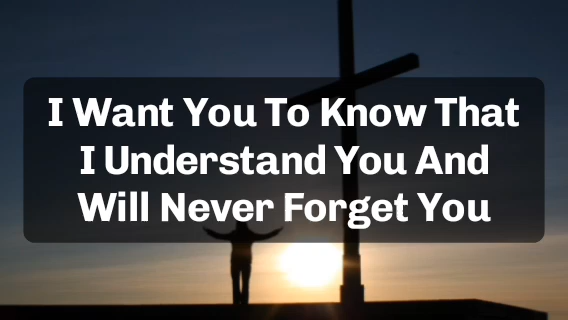 I Want You To Know That
I Understand You And
Will Never Forget You